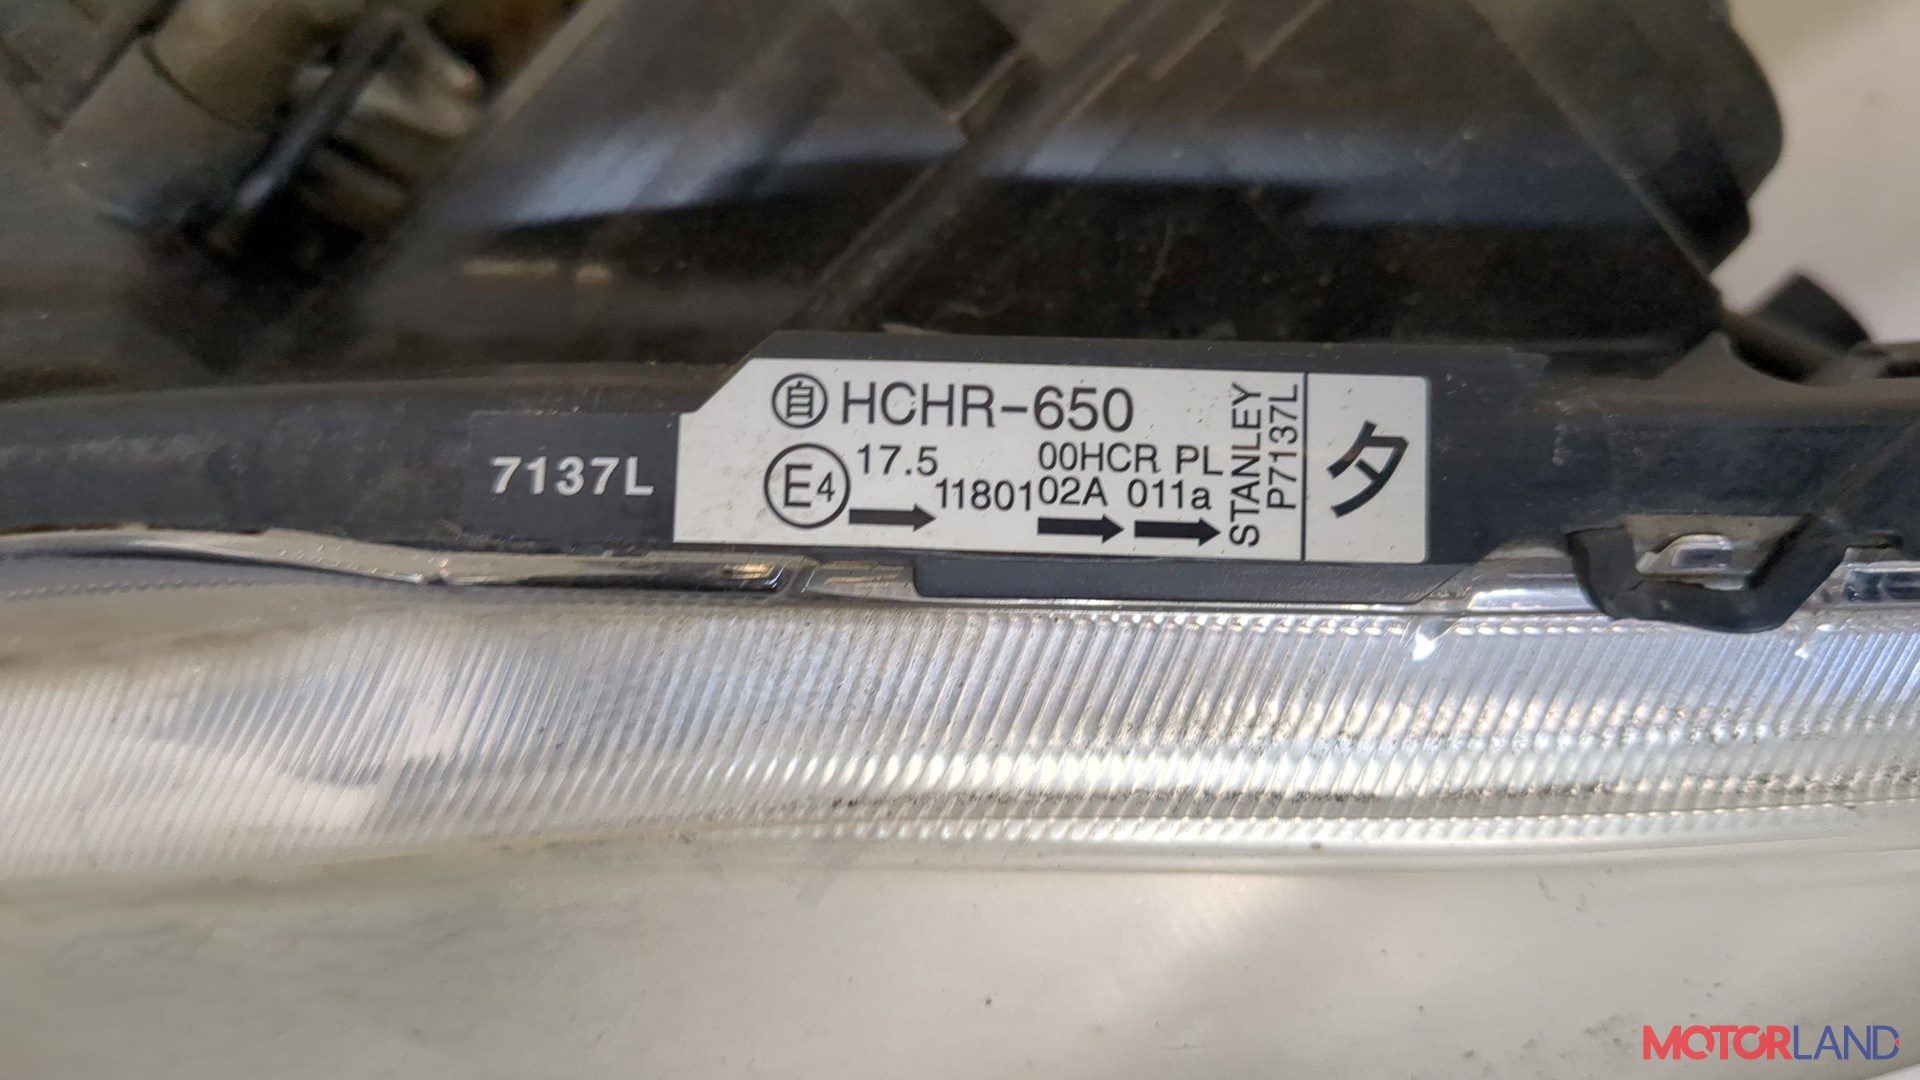 7137L
自 HCHR-650
E4 17.5 00HCR PL
11801 02A 011a
STANLEY
P7137L
タ
MOTORLAND